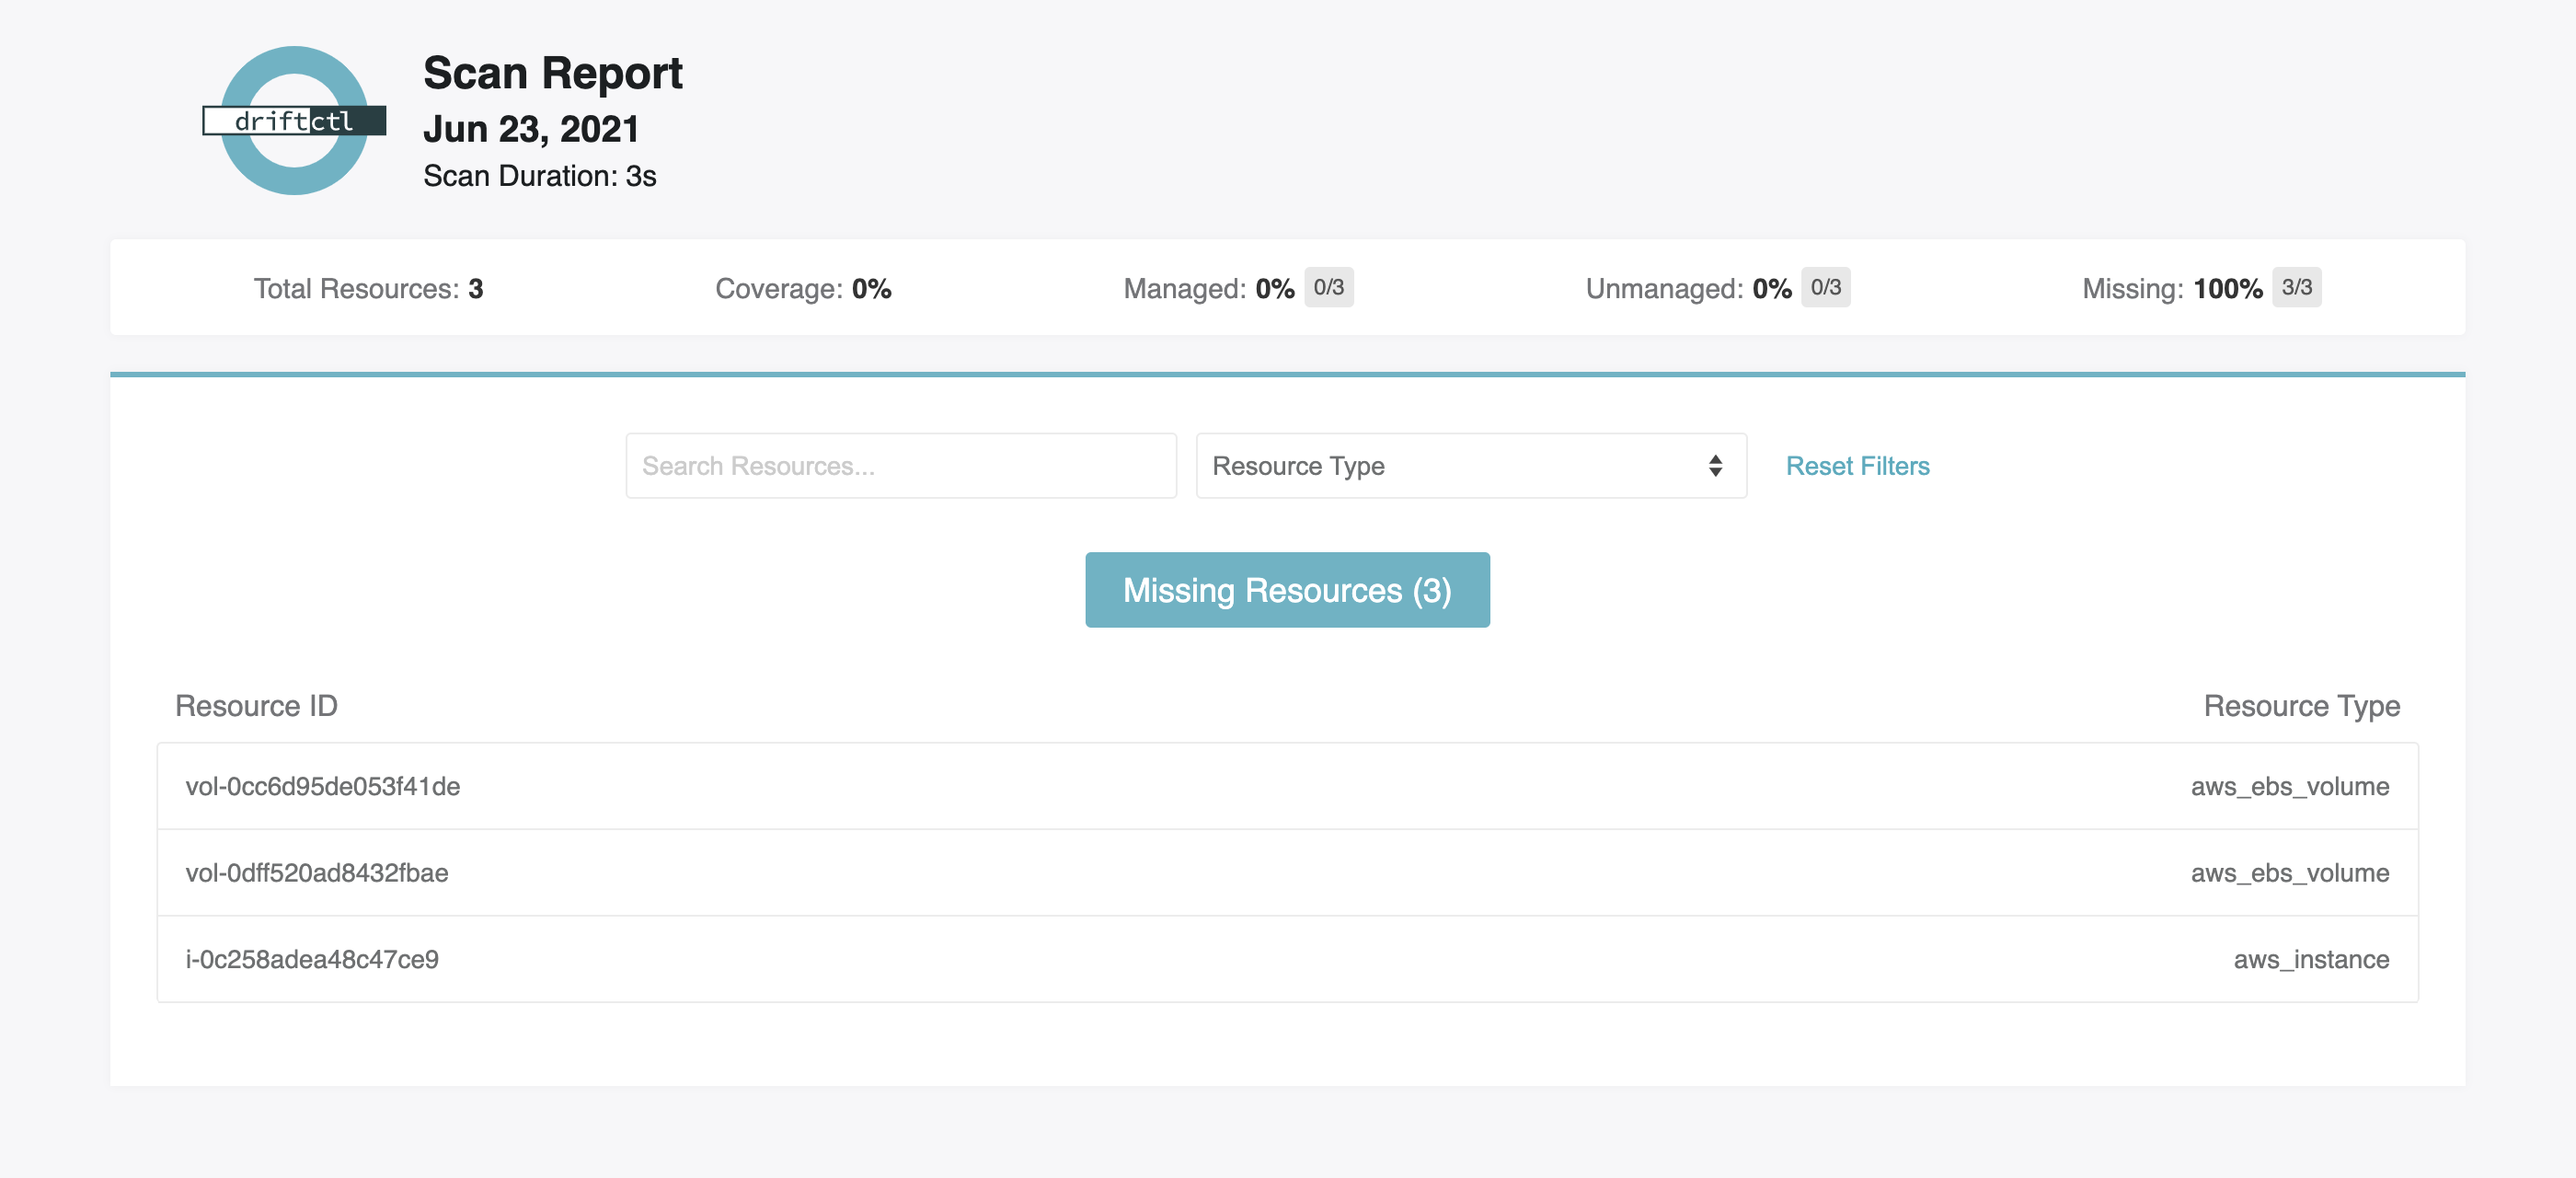 driftctl
Scan Report
Jun 23, 2021
Scan Duration: 3s
Total Resources: 3 Coverage: 0% Managed: 0% 0/3 Unmanaged: 0% 0/3 Missing: 100% 3/3
Search Resources... Resource Type Reset Filters
Missing Resources (3)
Resource ID Resource Type
vol-0cc6d95de053f41de aws_ebs_volume
vol-0dff520ad8432fbae aws_ebs_volume
i-0c258adea48c47ce9 aws_instance